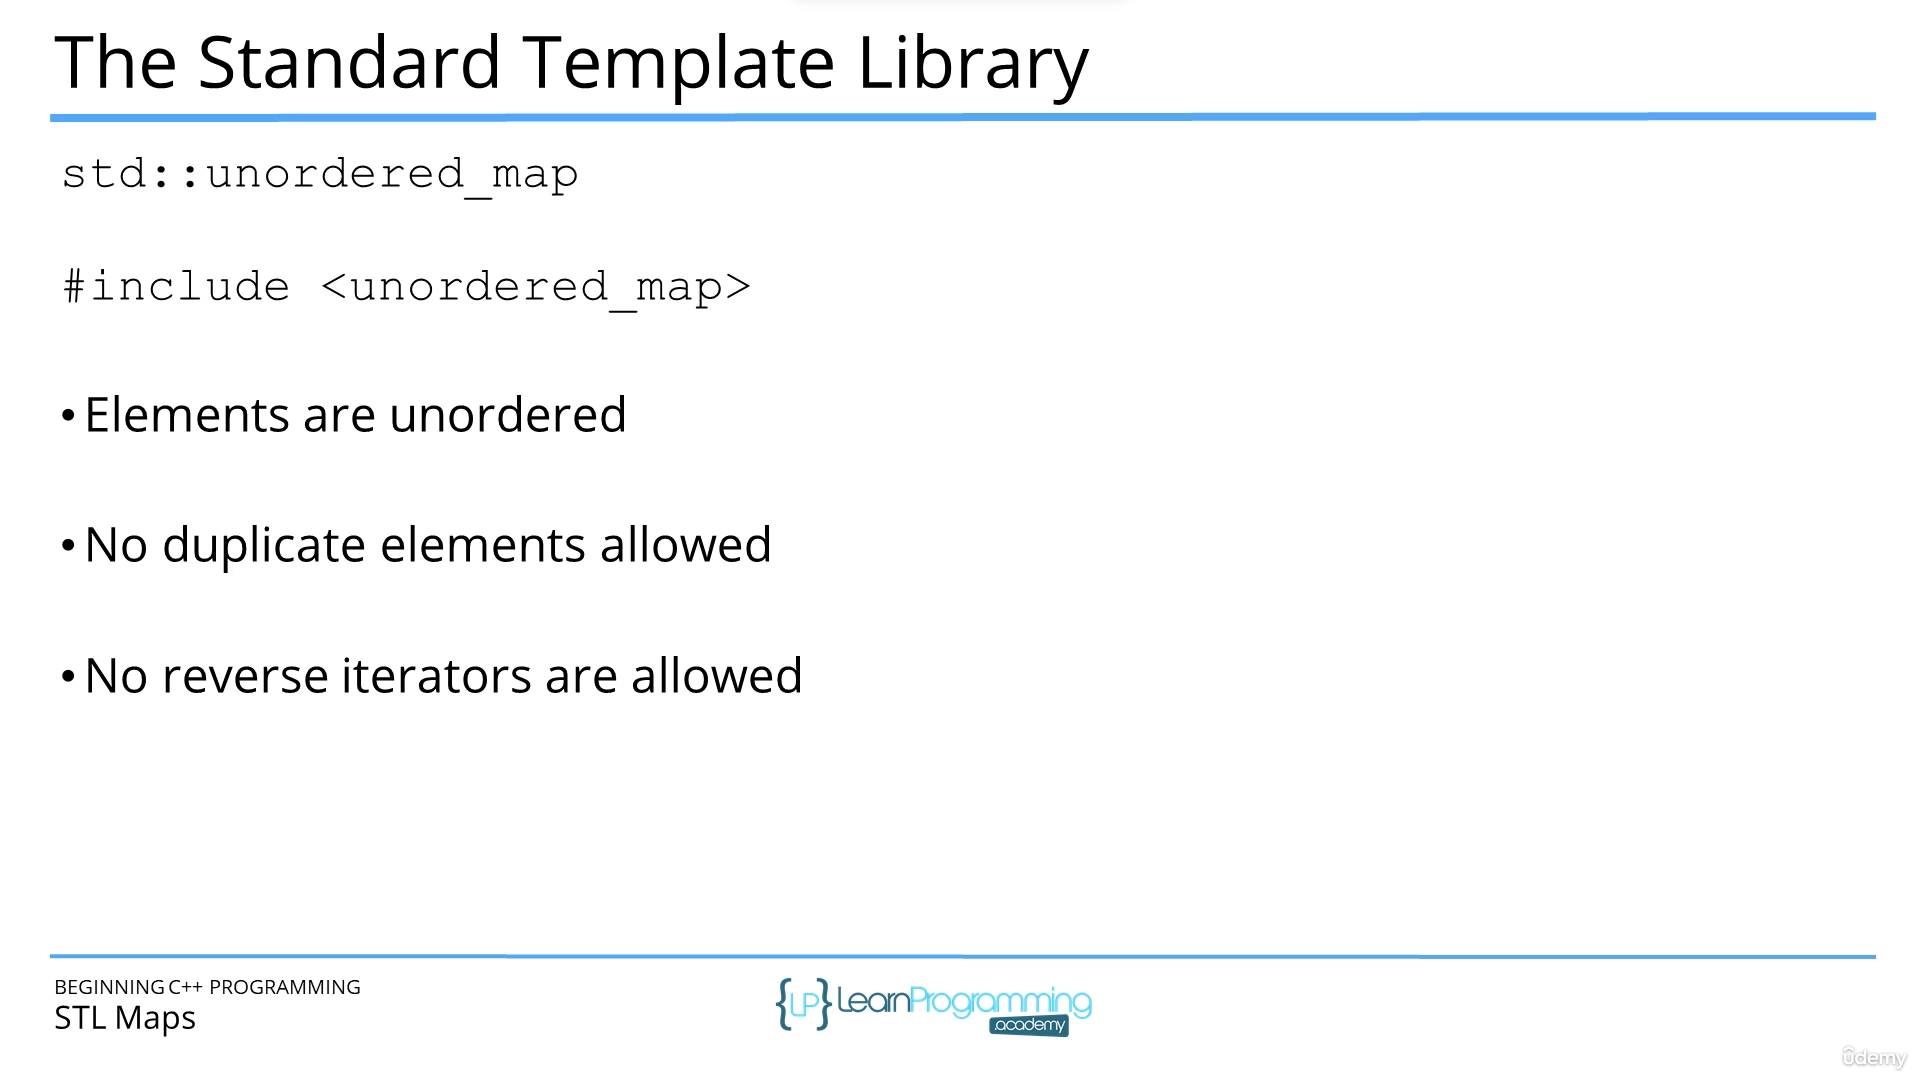 The Standard Template Library
std::unordered_map
#include <unordered_map>
• Elements are unordered
• No duplicate elements allowed
• No reverse iterators are allowed
BEGINNING C++ PROGRAMMING
STL Maps
{LP} LearnProgramming
.academy
ûdemy